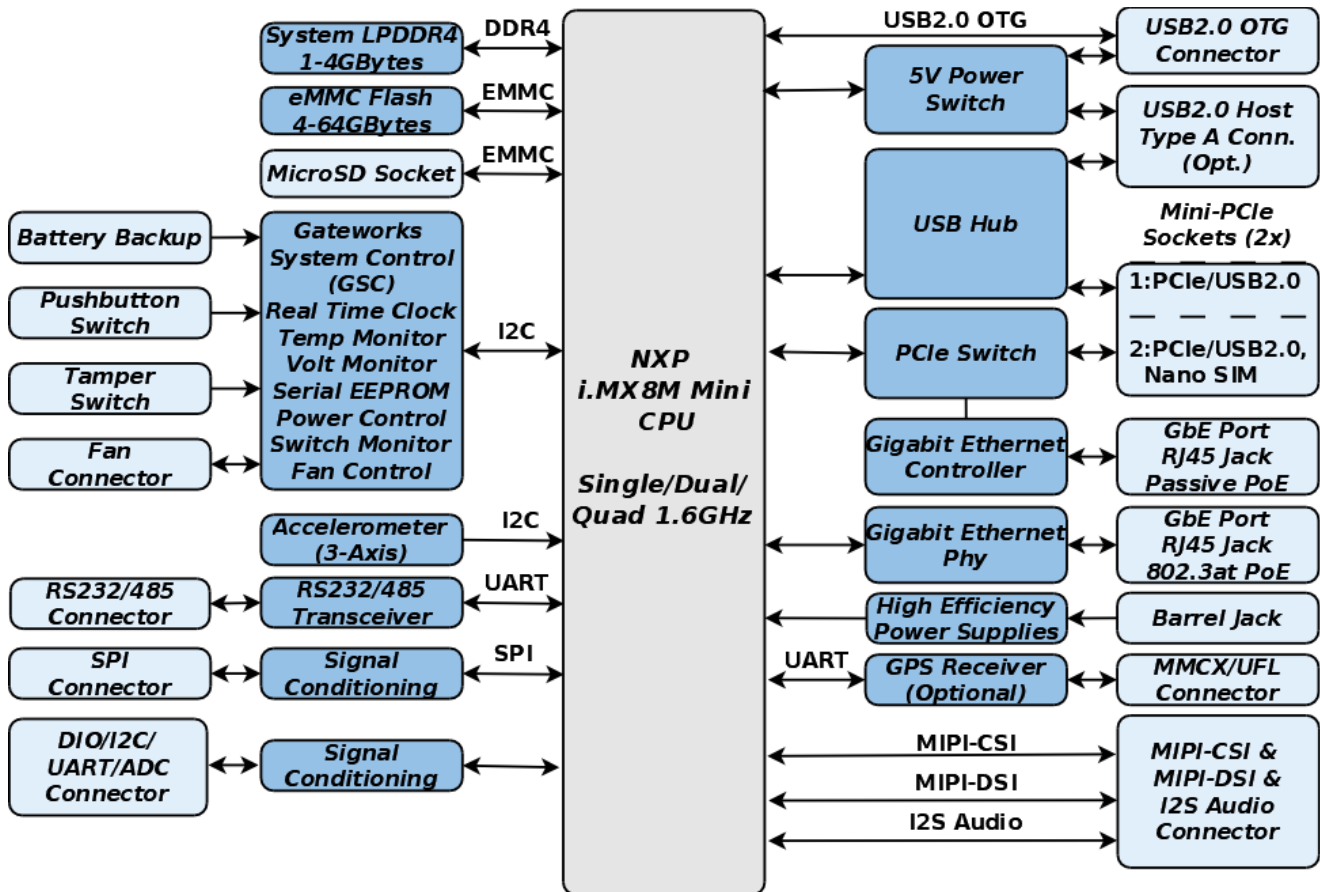 System LPDDR4
1-4GBytes
DDR4
eMMC Flash
4-64GBytes
EMMC
MicroSD Socket
EMMC
Battery Backup
Pushbutton
Switch
Tamper
Switch
Fan
Connector
Gateworks
System Control
(GSC)
Real Time Clock
Temp Monitor
Volt Monitor
Serial EEPROM
Power Control
Switch Monitor
Fan Control
I2C
Accelerometer
(3-Axis)
I2C
RS232/485
Connector
RS232/485
Transceiver
UART
SPI
Connector
Signal
Conditioning
SPI
DIO/I2C/
UART/ADC
Connector
Signal
Conditioning
NXP
i.MX8M Mini
CPU
Single/Dual/
Quad 1.6GHz
USB2.0 OTG
USB2.0 OTG
Connector
5V Power
Switch
USB2.0 Host
Type A Conn.
(Opt.)
USB Hub
Mini-PCIe
Sockets (2x)
1:PCIe/USB2.0
2:PCIe/USB2.0,
Nano SIM
PCIe Switch
Gigabit Ethernet
Controller
GbE Port
RJ45 Jack
Passive PoE
Gigabit Ethernet
Phy
GbE Port
RJ45 Jack
802.3at PoE
High Efficiency
Power Supplies
Barrel Jack
UART
GPS Receiver
(Optional)
MMCX/UFL
Connector
MIPI-CSI
MIPI-DSI
I2S Audio
MIPI-CSI &
MIPI-DSI &
I2S Audio
Connector